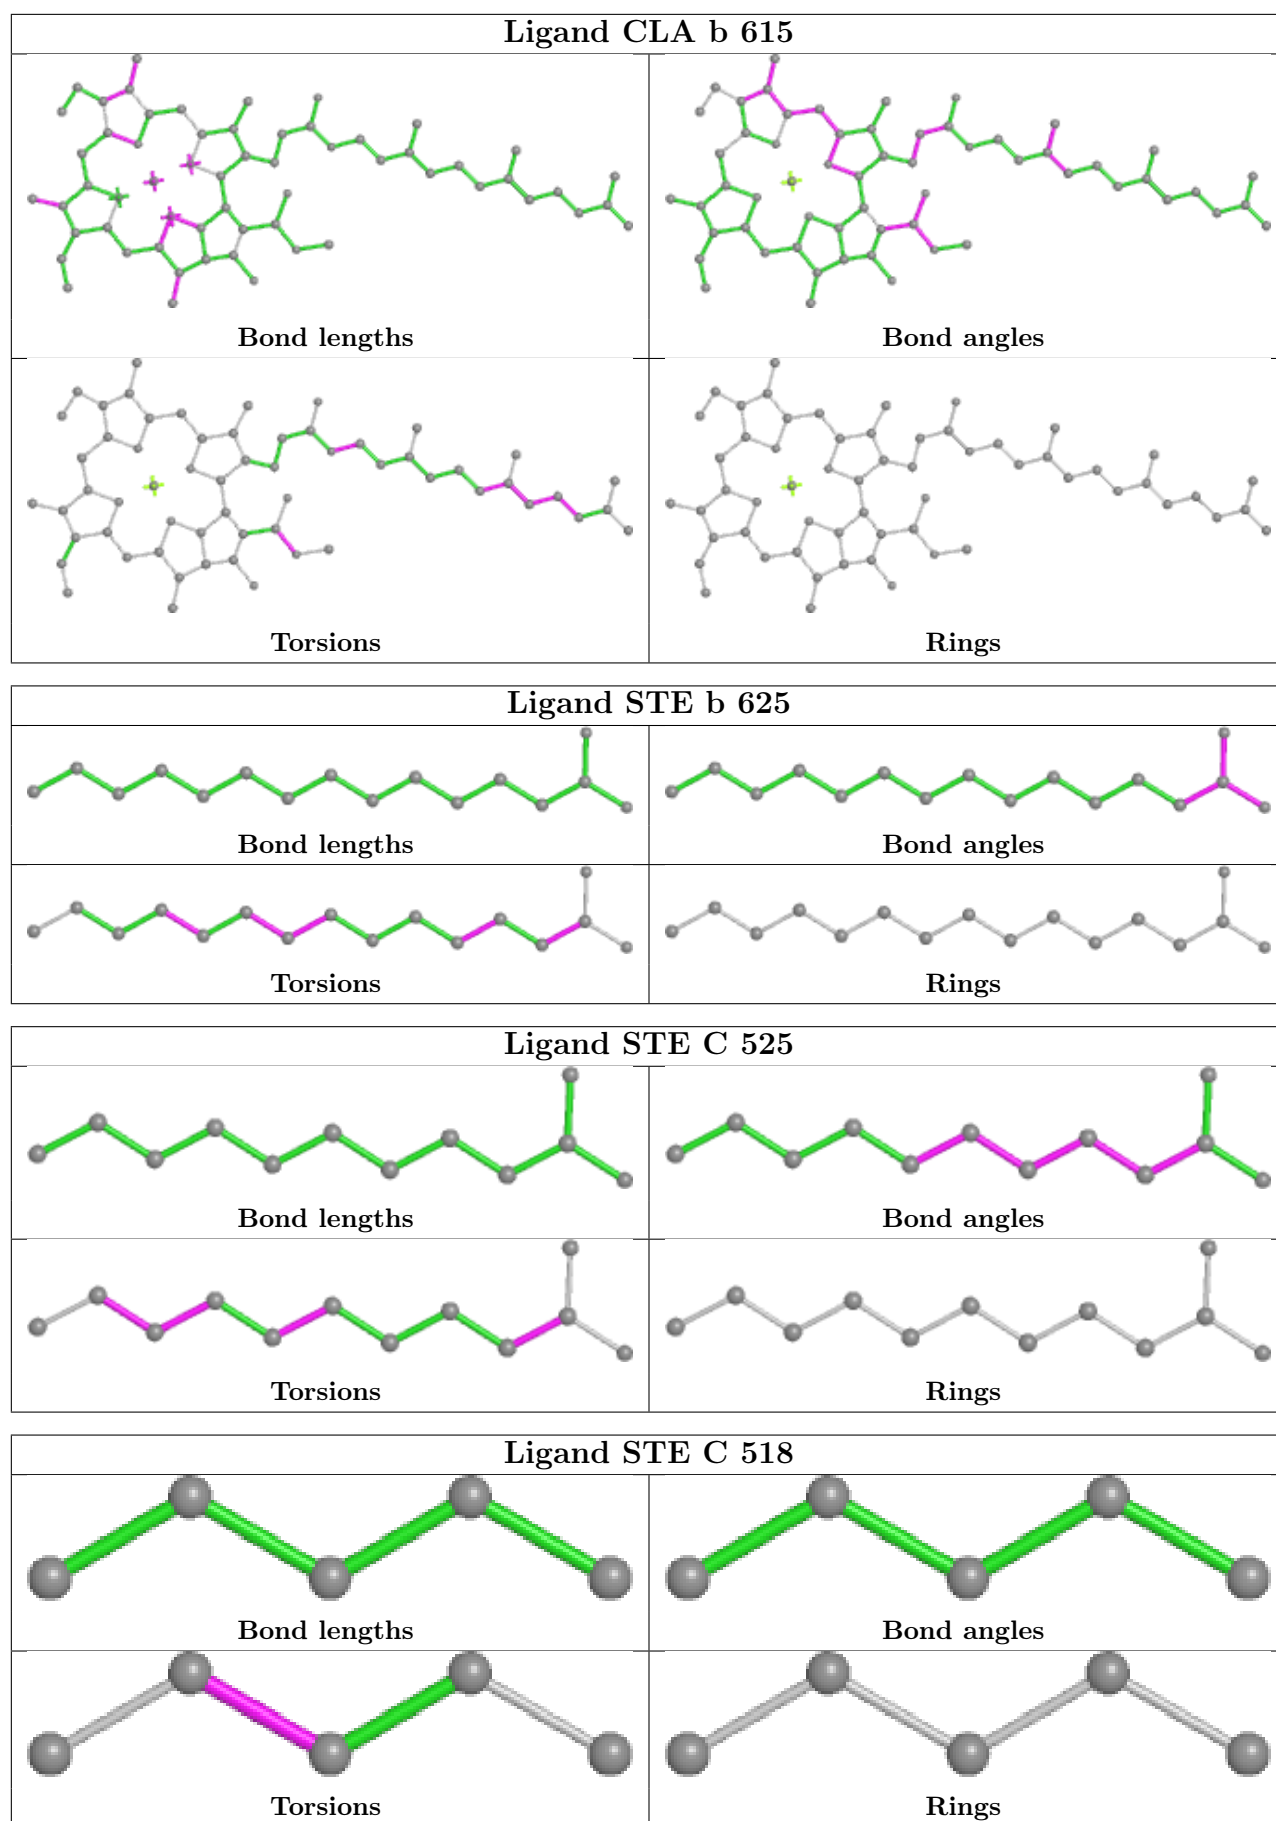 Ligand CLA b 615
Bond lengths
Bond angles
Torsions
Rings
Ligand STE b 625
Bond lengths
Bond angles
Torsions
Rings
Ligand STE C 525
Bond lengths
Bond angles
Torsions
Rings
Ligand STE C 518
Bond lengths
Bond angles
Torsions
Rings